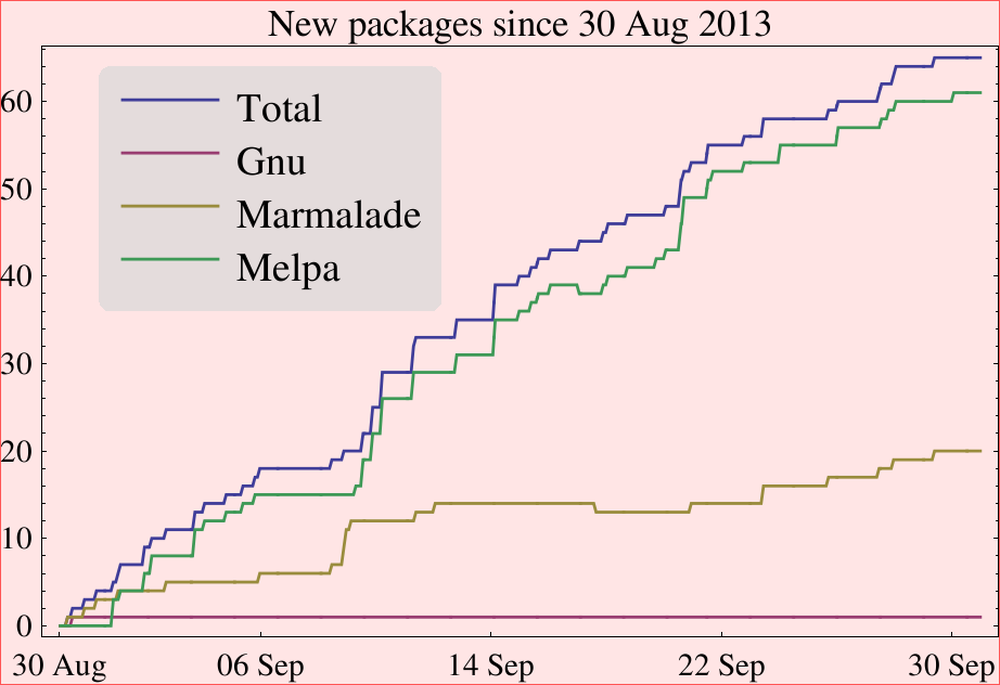 New packages since 30 Aug 2013
Total
Gnu
Marmalade
Melpa
60
50
40
30
20
10
0
30 Aug 06 Sep 14 Sep 22 Sep 30 Sep